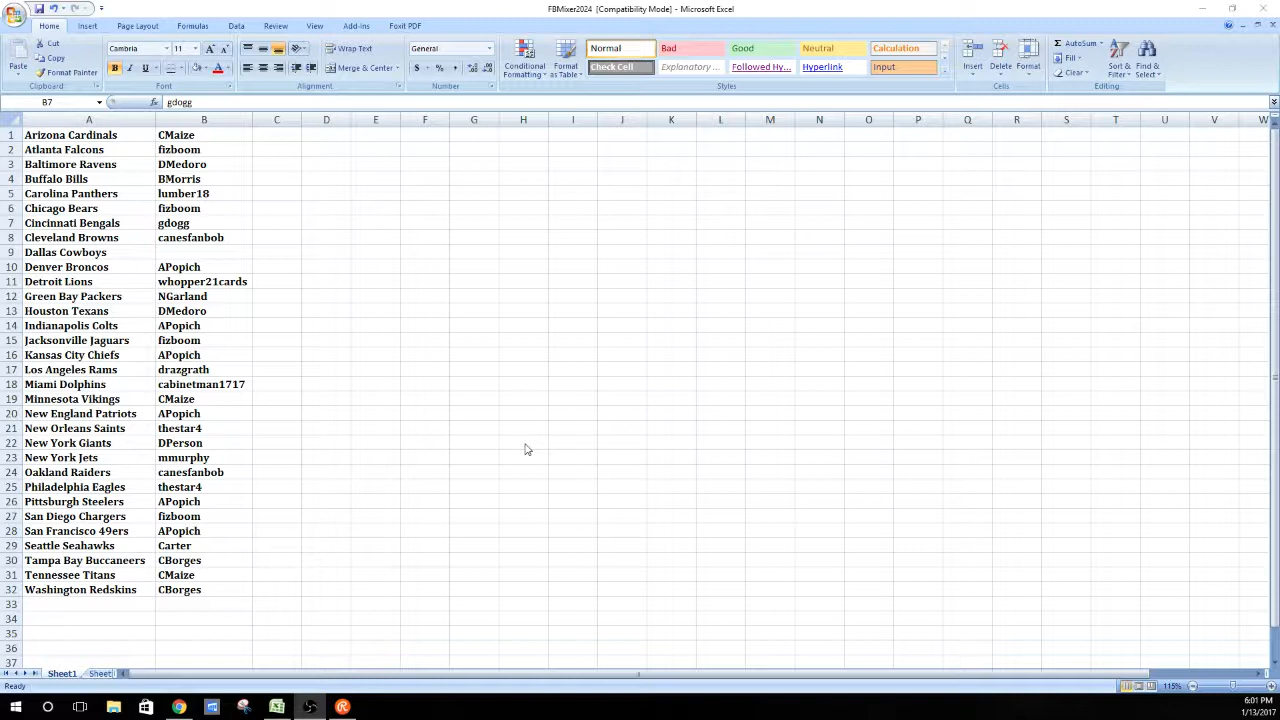 FBMixer2024 [Compatibility Mode] - Microsoft Excel
Home Insert Page Layout Formulas Data Review View Add-ins Foxit PDF
Cut Cambria 11 Wrap Text General Normal Bad Good Neutral Calculation AutoSum
Copy Fill
Paste Format Painter Merge & Center Conditional Formatting Format as Table Check Cell Explanatory ... Followed Hy... Hyperlink Input Insert Delete Format Clear Sort & Filter Find & Select
Clipboard Font Alignment Number Styles Cells Editing
B7 fx gdogg
A B C D E F G H I J K L M N O P Q R S T U V W
1 Arizona Cardinals CMaize
2 Atlanta Falcons fizboom
3 Baltimore Ravens DMedoro
4 Buffalo Bills BMorris
5 Carolina Panthers lumber18
6 Chicago Bears fizboom
7 Cincinnati Bengals gdogg
8 Cleveland Browns canesfanbob
9 Dallas Cowboys
10 Denver Broncos APopich
11 Detroit Lions whopper21cards
12 Green Bay Packers NGarland
13 Houston Texans DMedoro
14 Indianapolis Colts APopich
15 Jacksonville Jaguars fizboom
16 Kansas City Chiefs APopich
17 Los Angeles Rams drazgrath
18 Miami Dolphins cabinetman1717
19 Minnesota Vikings CMaize
20 New England Patriots APopich
21 New Orleans Saints thestar4
22 New York Giants DPerson
23 New York Jets mmurphy
24 Oakland Raiders canesfanbob
25 Philadelphia Eagles thestar4
26 Pittsburgh Steelers APopich
27 San Diego Chargers fizboom
28 San Francisco 49ers APopich
29 Seattle Seahawks Carter
30 Tampa Bay Buccaneers CBorges
31 Tennessee Titans CMaize
32 Washington Redskins CBorges
33
34
35
36
37
Sheet1 Sheet
Ready 115%
6:01 PM
1/13/2017